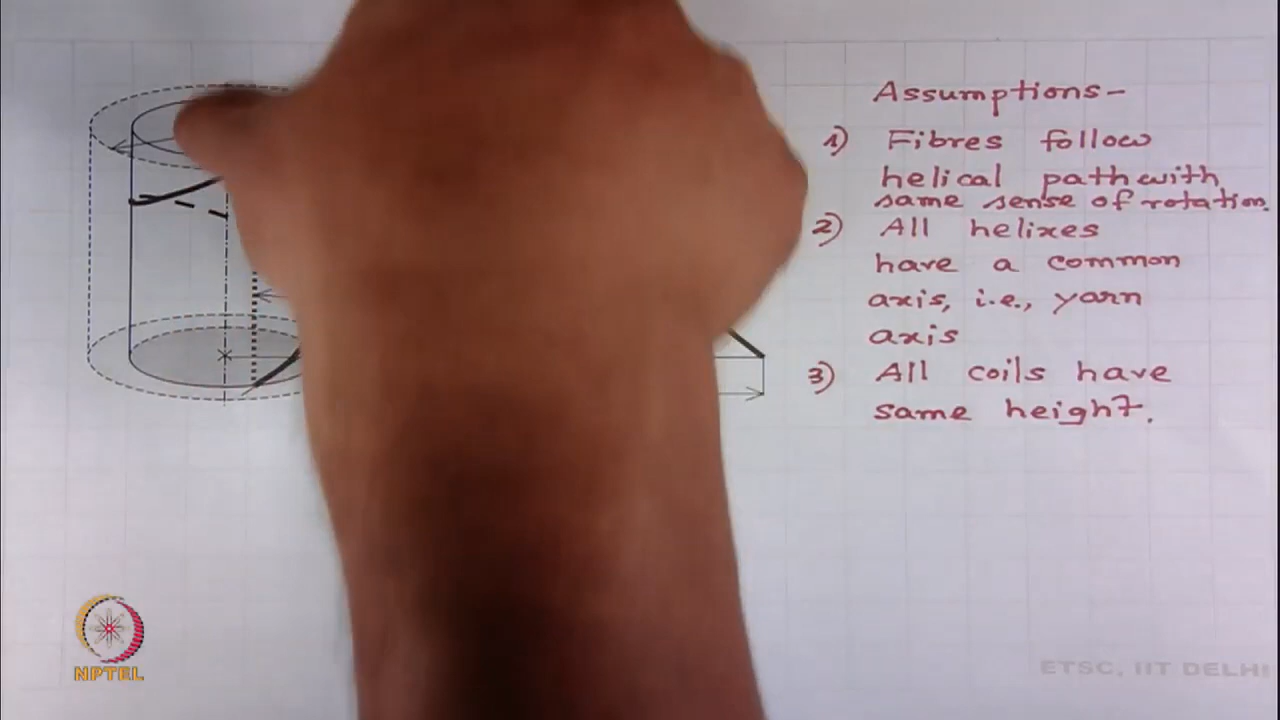 Assumptions-
1) Fibres follow
helical path with
same sense of rotation.
2) All helixes
have a common
axis, i.e., yarn
axis
3) All coils have
same height.
NPTEL
ETSC, IIT DELHI